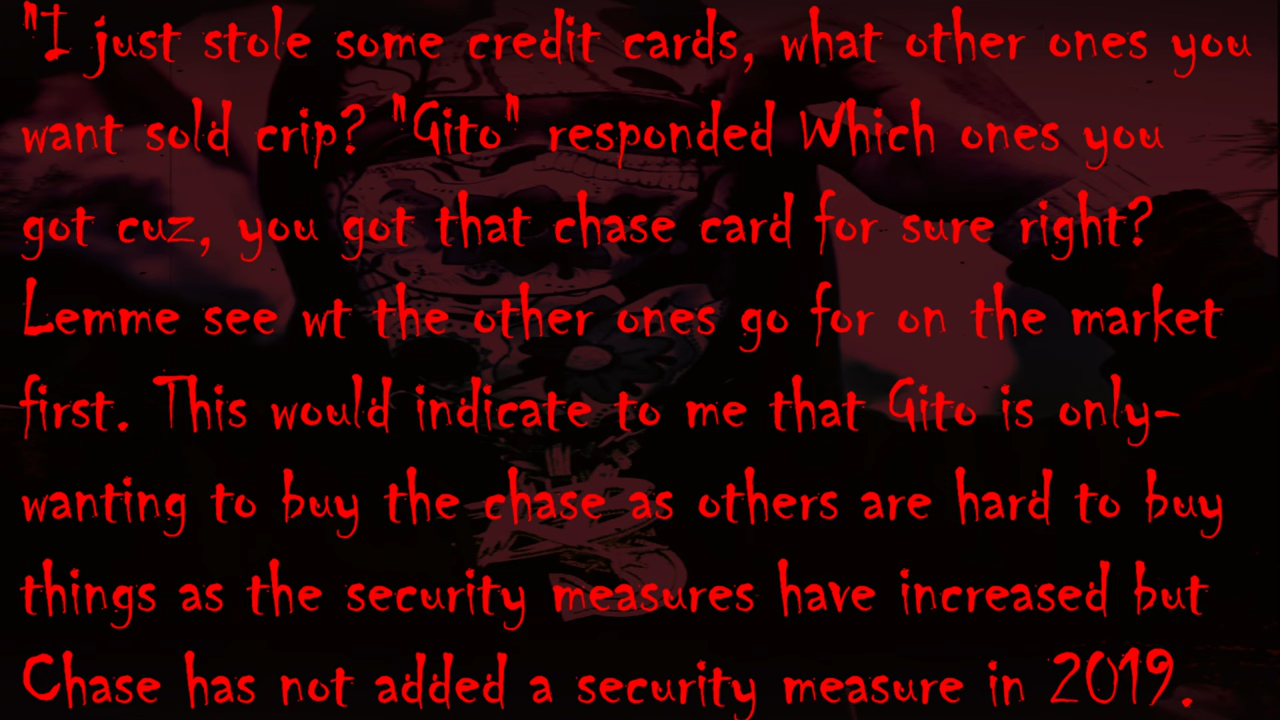 "I just stole some credit cards, what other ones you
want sold crip? "Gito" responded Which ones you
got cuz, you got that chase card for sure right?
Lemme see wt the other ones go for on the market
first. This would indicate to me that Gito is only-
wanting to buy the chase as others are hard to buy
things as the security measures have increased but
Chase has not added a security measure in 2019.